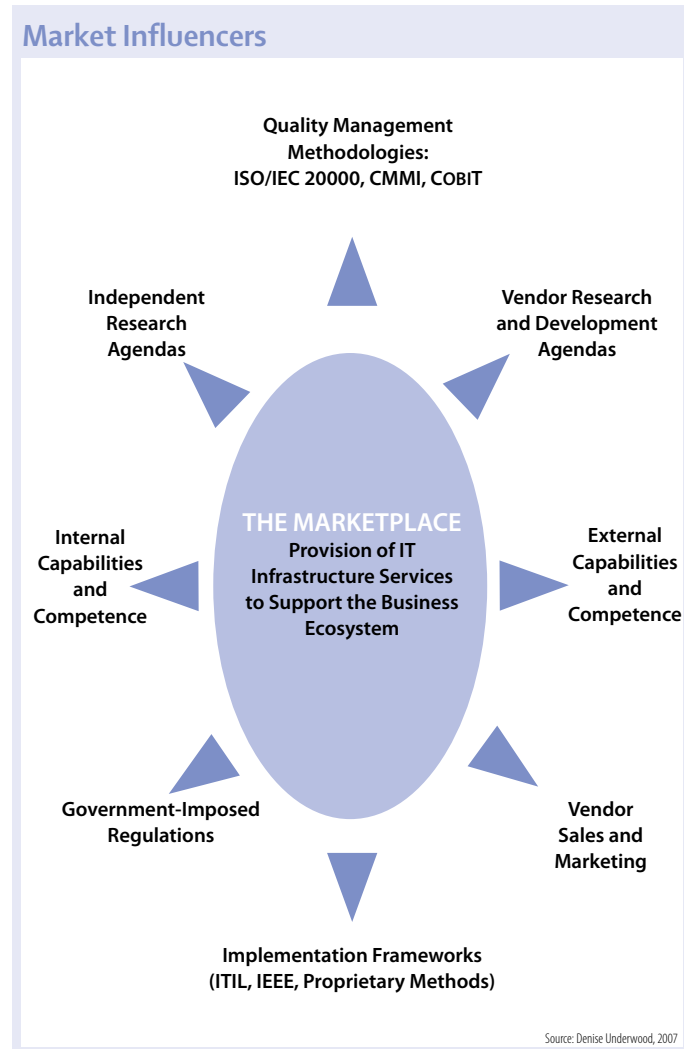 Market Influencers
Quality Management
Methodologies:
ISO/IEC 20000, CMMI, COBIT
Independent
Research
Agendas
Vendor Research
and Development
Agendas
THE MARKETPLACE
Provision of IT
Infrastructure Services
to Support the Business
Ecosystem
Internal
Capabilities
and
Competence
External
Capabilities
and
Competence
Government-Imposed
Regulations
Vendor
Sales and
Marketing
Implementation Frameworks
(ITIL, IEEE, Proprietary Methods)
Source: Denise Underwood, 2007